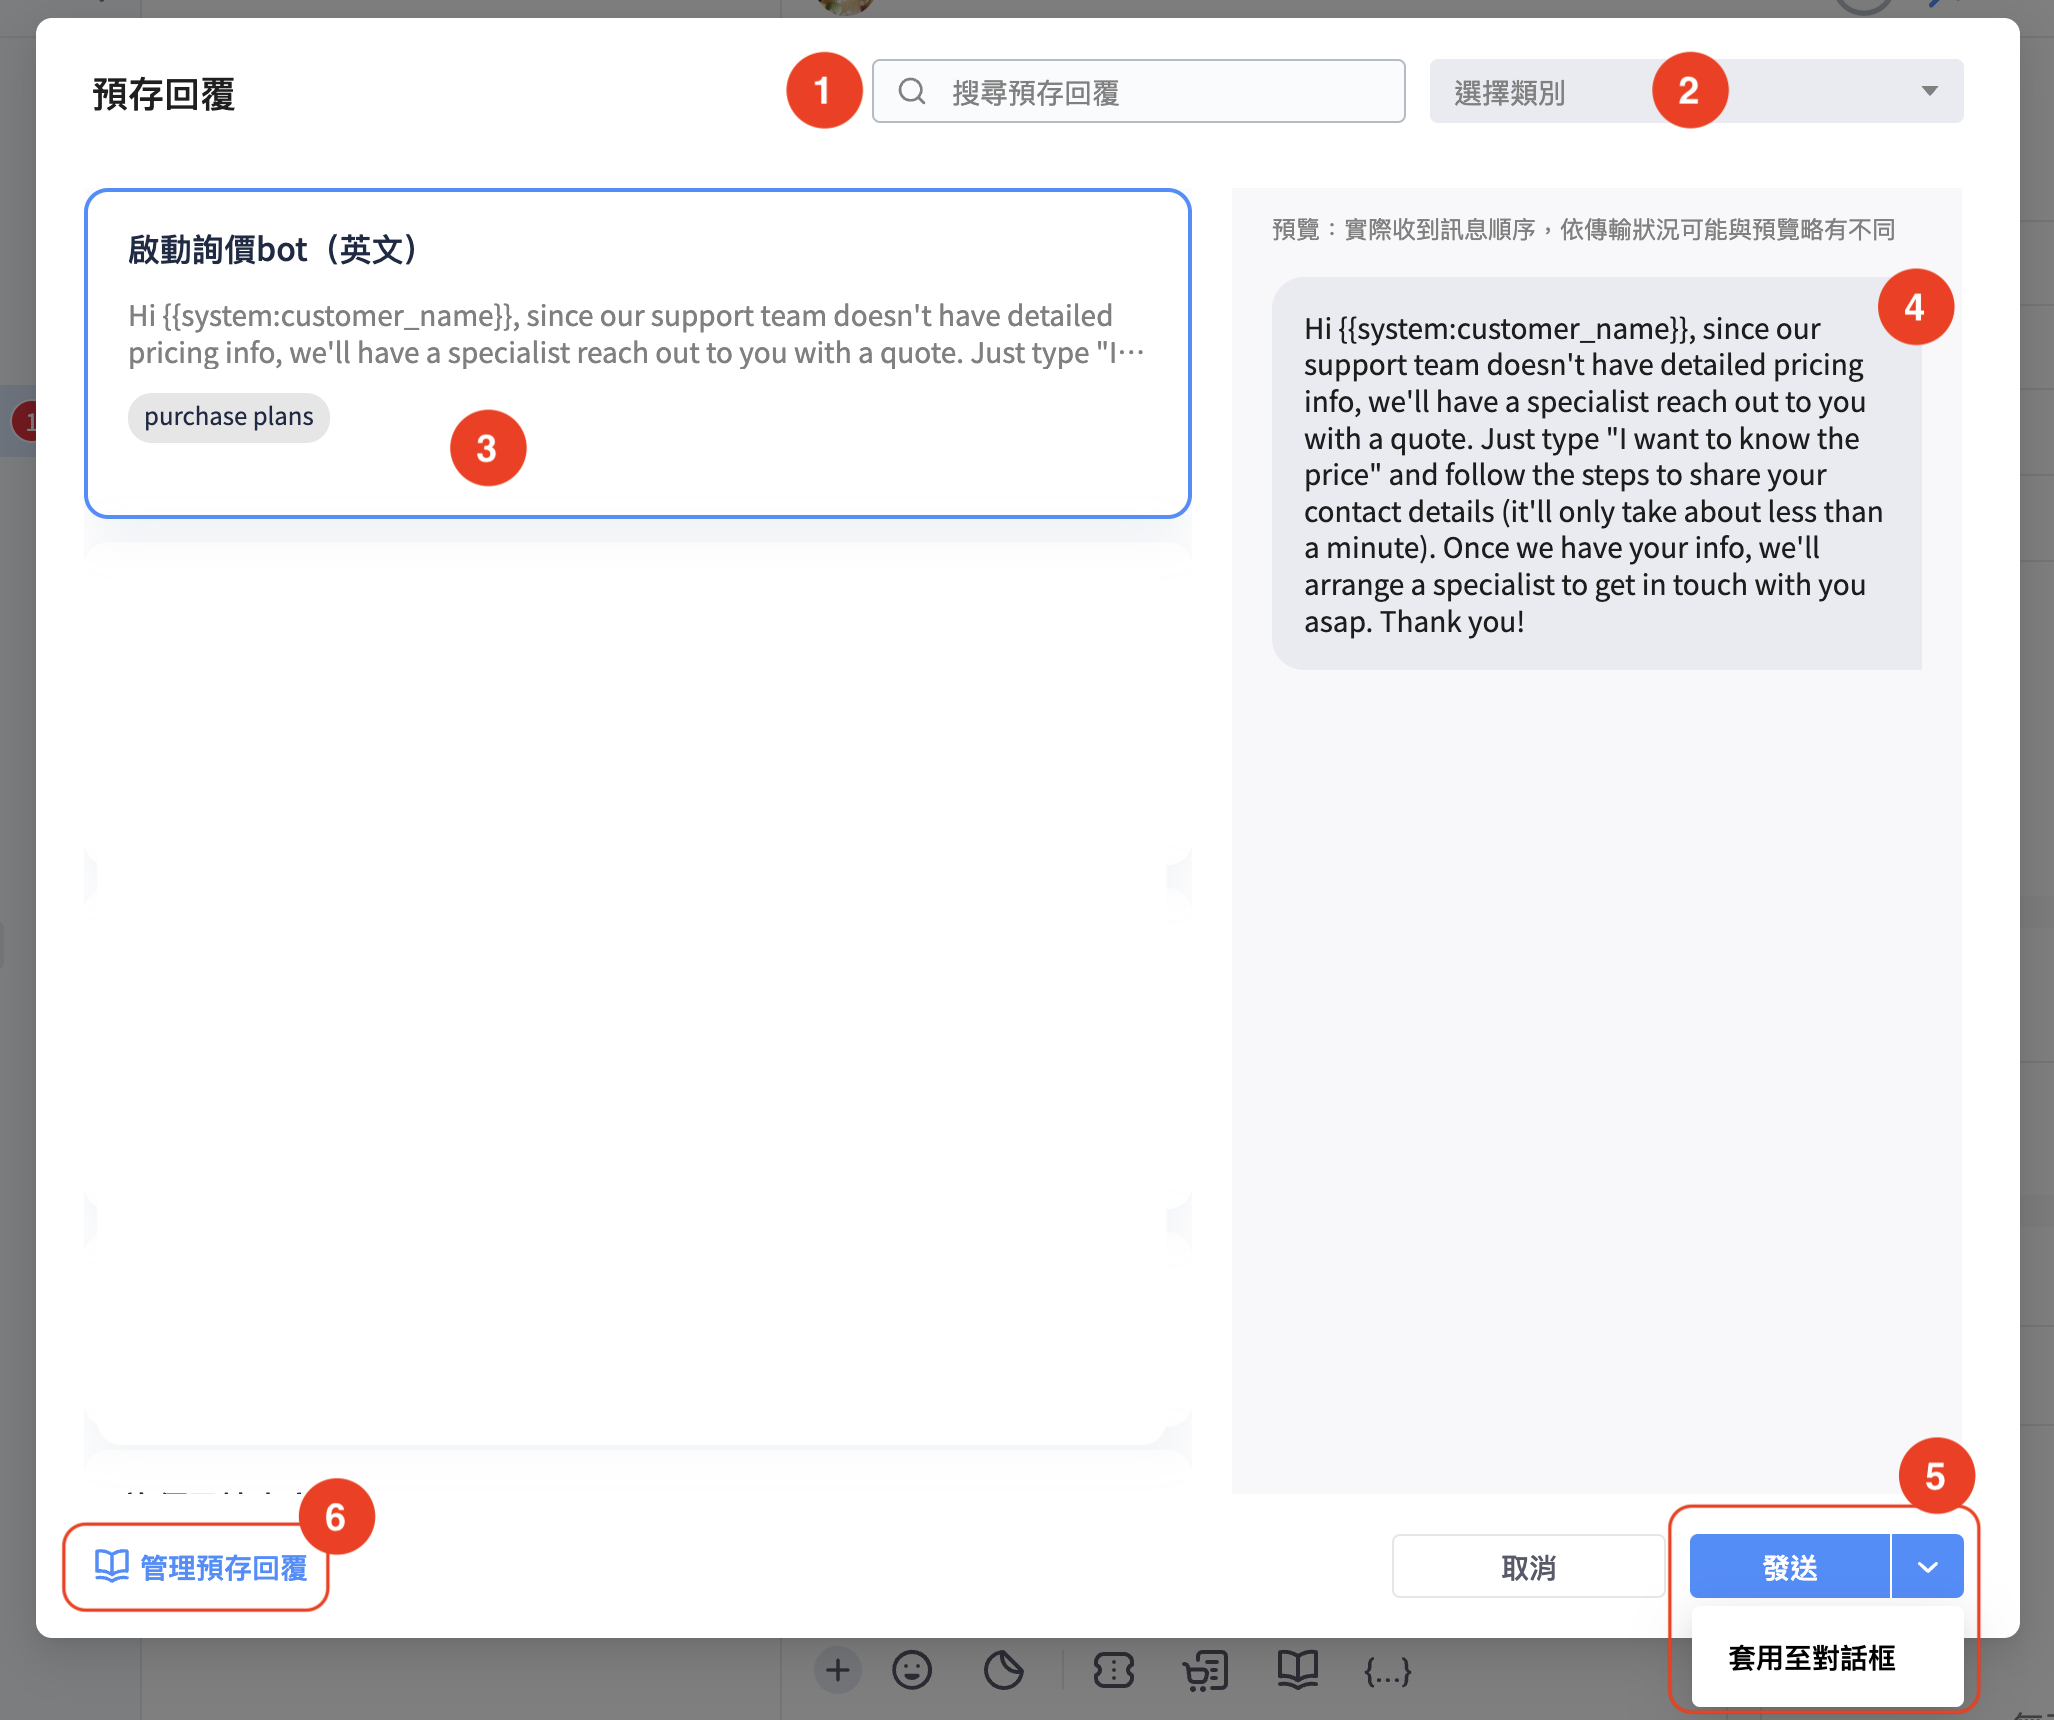 預存回覆
1
搜尋預存回覆
選擇類別
2
啟動詢價bot（英文）
Hi {{system:customer_name}}, since our support team doesn't have detailed
pricing info, we'll have a specialist reach out to you with a quote. Just type "I⋯
purchase plans
3
1
預覽：實際收到訊息順序，依傳輸狀況可能與預覽略有不同
4
Hi {{system:customer_name}}, since our
support team doesn't have detailed pricing
info, we'll have a specialist reach out to you
with a quote. Just type "I want to know the
price" and follow the steps to share your
contact details (it'll only take about less than
a minute). Once we have your info, we'll
arrange a specialist to get in touch with you
asap. Thank you!
5
6
管理預存回覆
取消
發送
套用至對話框
{...}